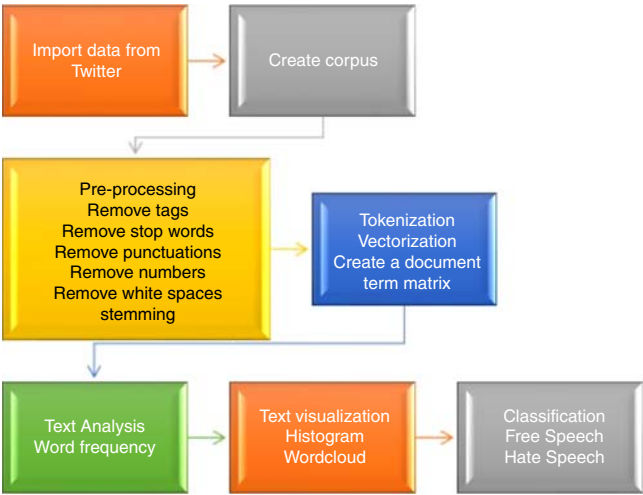 Import data from
Twitter
Create corpus
Pre-processing
Remove tags
Remove stop words
Remove punctuations
Remove numbers
Remove white spaces
stemming
Tokenization
Vectorization
Create a document
term matrix
Text Analysis
Word frequency
Text visualization
Histogram
Wordcloud
Classification
Free Speech
Hate Speech